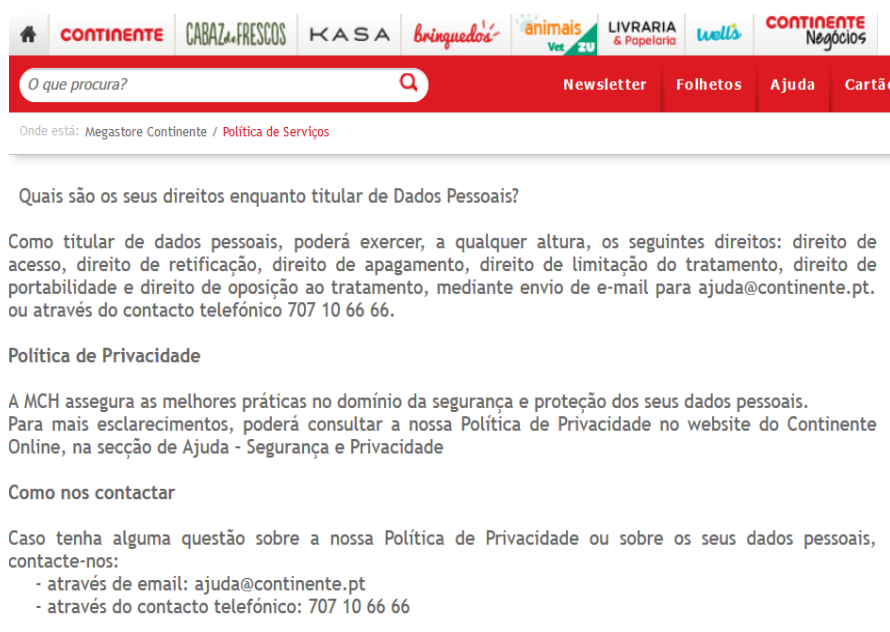 CONTINENTE
CABAZ de FRESCOS
KASA
brinquedos
animais
Vet ZU
LIVRARIA
& Papelaria
wells
CONTINENTE
Negócios
O que procura?
Newsletter
Folhetos
Ajuda
Cartão
Onde está: Megastore Continente / Política de Serviços
Quais são os seus direitos enquanto titular de Dados Pessoais?
Como titular de dados pessoais, poderá exercer, a qualquer altura, os seguintes direitos: direito de
acesso, direito de retificação, direito de apagamento, direito de limitação do tratamento, direito de
portabilidade e direito de oposição ao tratamento, mediante envio de e-mail para ajuda@continente.pt.
ou através do contacto telefónico 707 10 66 66.
Política de Privacidade
A MCH assegura as melhores práticas no domínio da segurança e proteção dos seus dados pessoais.
Para mais esclarecimentos, poderá consultar a nossa Política de Privacidade no website do Continente
Online, na secção de Ajuda - Segurança e Privacidade
Como nos contactar
Caso tenha alguma questão sobre a nossa Política de Privacidade ou sobre os seus dados pessoais,
contacte-nos:
- através de email: ajuda@continente.pt
- através do contacto telefónico: 707 10 66 66